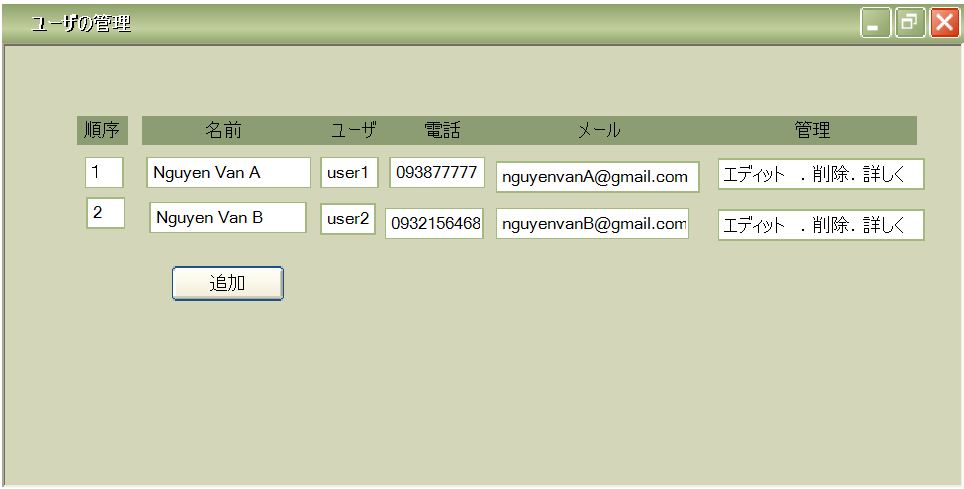 ユーザの管理
順序 名前 ユーザ 電話 メール 管理
1 Nguyen Van A user1 093877777 nguyenvanA@gmail.com エディット . 削除. 詳しく
2 Nguyen Van B user2 0932156468 nguyenvanB@gmail.com エディット . 削除. 詳しく
追加